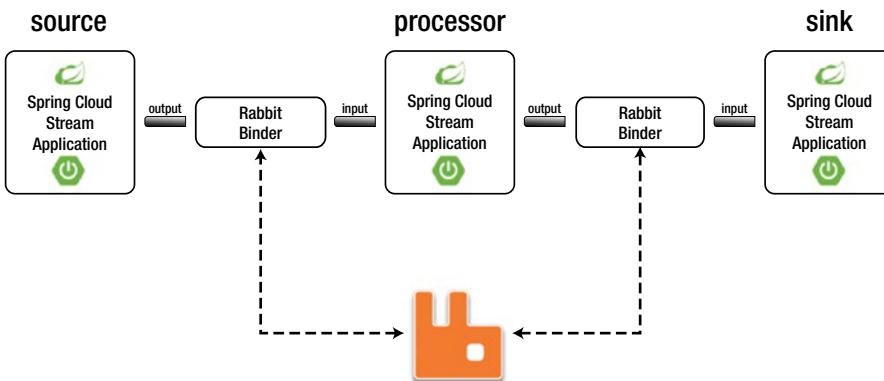 source
processor
sink
Spring Cloud
Stream
Application
output
Rabbit
Binder
input
Spring Cloud
Stream
Application
output
Rabbit
Binder
input
Spring Cloud
Stream
Application